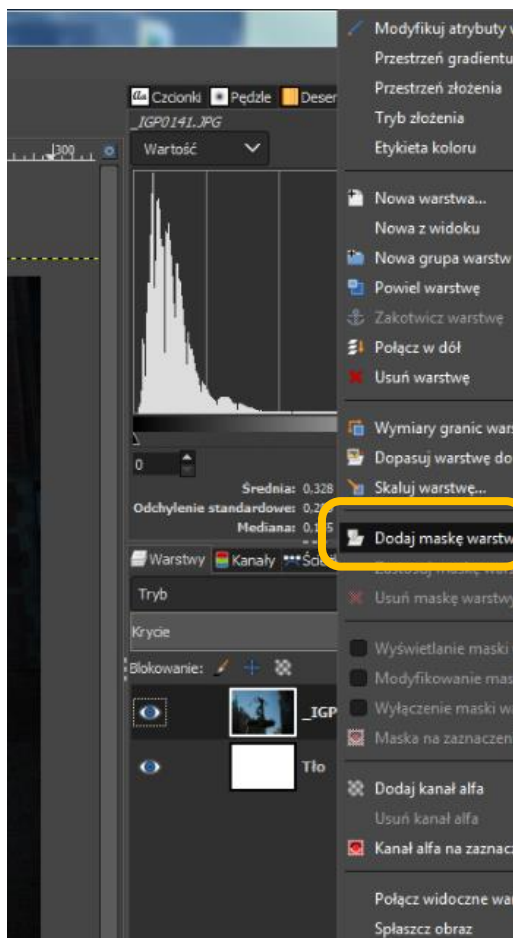 Modyfikuj atrybuty
Przestrzeń gradientu
Przestrzeń złożenia
Tryb złożenia
Etykieta koloru
Czcionki Pędzle Deser
_IGP0141.JPG
Wartość
300
Nowa warstwa...
Nowa z widoku
Nowa grupa warstw
Powiel warstwę
Zakotwicz warstwę
Połącz w dół
Usuń warstwę
Wymiary granic wars
Dopasuj warstwę do
Skaluj warstwę...
0
Średnia: 0,328
Odchylenie standardowe:
Mediana:
Dodaj maskę warstw
Warstwy Kanały
Usuń maskę warstwy
Tryb
Krycie
Blokowanie:
Wyświetlanie maski
Modyfikowanie mas
Wyłączenie maski wa
Maska na zaznaczen
_IGP
Tło
Dodaj kanał alfa
Usuń kanał alfa
Kanał alfa na zaznacz
Połącz widoczne war
Spłaszcz obraz